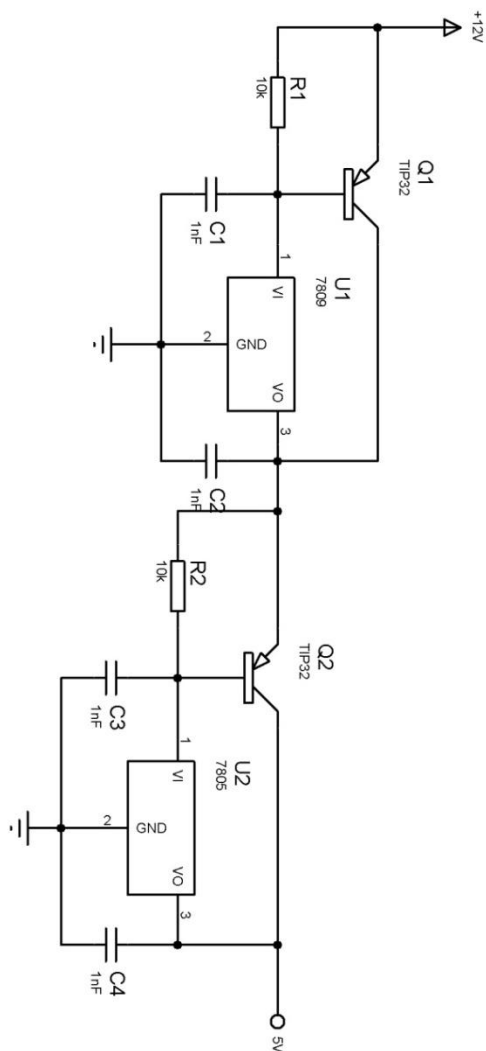 +12V
R1
10k
Q1
TIP32
C1
1nF
1
VI
U1
7809
2
GND
VO
3
C2
1nF
R2
10k
Q2
TIP32
C3
1nF
1
VI
U2
7805
2
GND
VO
3
C4
1nF
5V